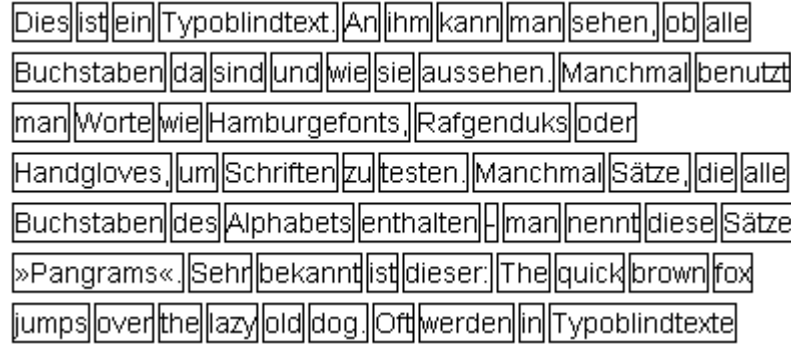 Dies ist ein Typoblindtext. An ihm kann man sehen, ob alle
Buchstaben da sind und wie sie aussehen. Manchmal benutzt
man Worte wie Hamburgefonts, Rafgenduks oder
Handgloves, um Schriften zu testen. Manchmal Sätze, die alle
Buchstaben des Alphabets enthalten - man nennt diese Sätze
»Pangrams«. Sehr bekannt ist dieser: The quick brown fox
jumps over the lazy old dog. Oft werden in Typoblindtexte